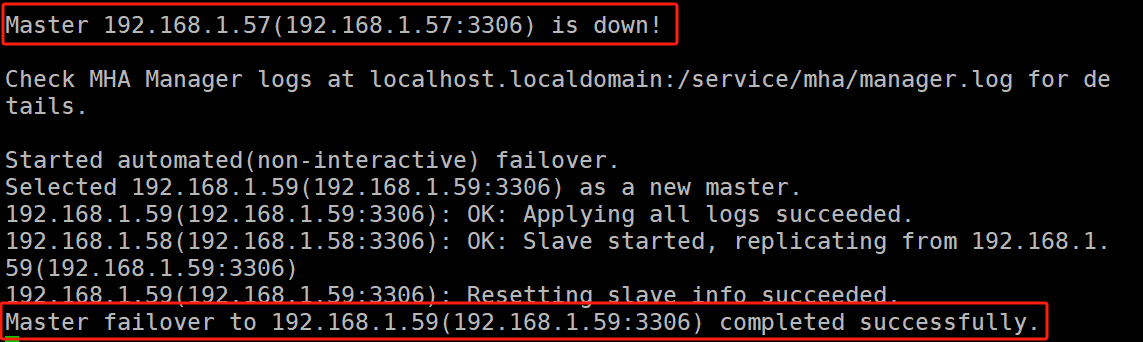 Master 192.168.1.57(192.168.1.57:3306) is down!
Check MHA Manager logs at localhost.localdomain:/service/mha/manager.log for de
tails.
Started automated(non-interactive) failover.
Selected 192.168.1.59(192.168.1.59:3306) as a new master.
192.168.1.59(192.168.1.59:3306): OK: Applying all logs succeeded.
192.168.1.58(192.168.1.58:3306): OK: Slave started, replicating from 192.168.1.
59(192.168.1.59:3306)
192.168.1.59(192.168.1.59:3306): Resetting slave info succeeded.
Master failover to 192.168.1.59(192.168.1.59:3306) completed successfully.